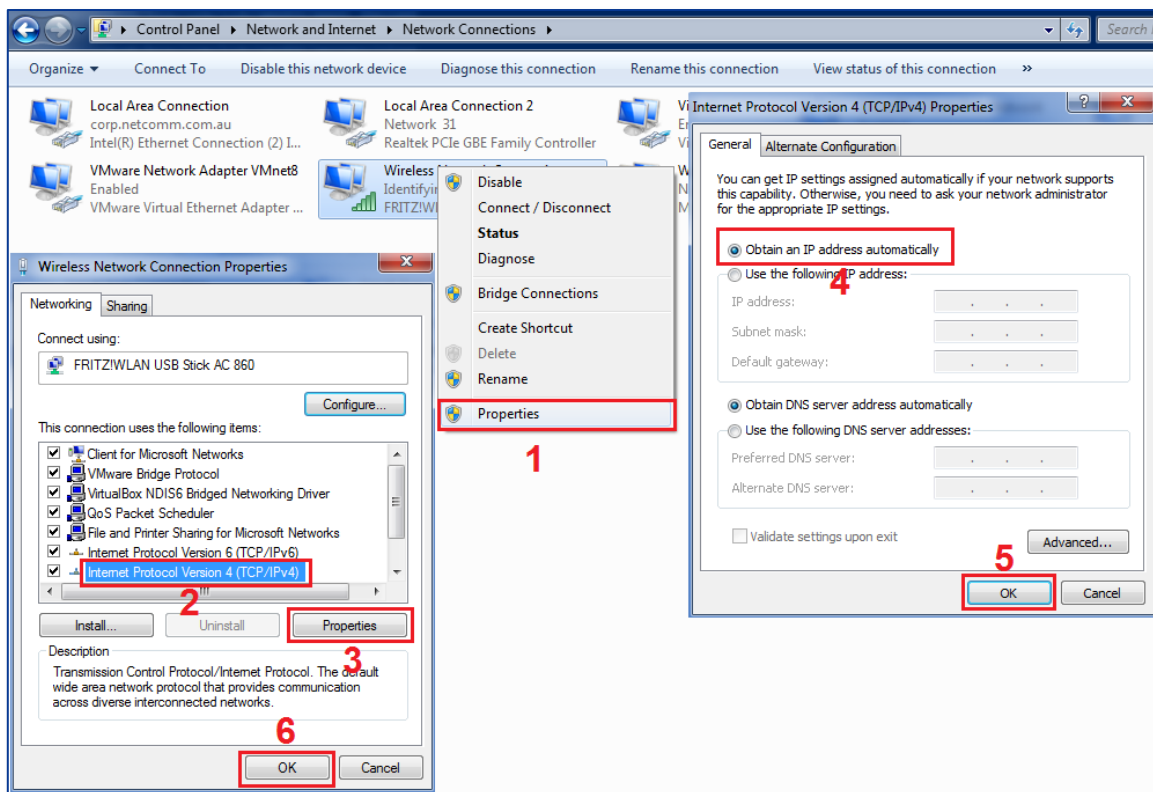 Control Panel Network and Internet Network Connections
Search
Organize Connect To Disable this network device Diagnose this connection Rename this connection View status of this connection »
Local Area Connection
corp.netcomm.com.au
Intel(R) Ethernet Connection (2) I...
Local Area Connection 2
Network 31
Realtek PCIe GBE Family Controller
VMware Network Adapter VMnet8
Enabled
VMware Virtual Ethernet Adapter ...
Wireless
FRITZ!WL
Disable
Connect / Disconnect
Status
Diagnose
Bridge Connections
Create Shortcut
Delete
Rename
Properties
1
Wireless Network Connection Properties
Networking Sharing
Connect using:
FRITZ!WLAN USB Stick AC 860
Configure...
This connection uses the following items:
Client for Microsoft Networks
VMware Bridge Protocol
VirtualBox NDIS6 Bridged Networking Driver
QoS Packet Scheduler
File and Printer Sharing for Microsoft Networks
Internet Protocol Version 6 (TCP/IPv6)
Internet Protocol Version 4 (TCP/IPv4)
2
Install... Uninstall Properties
3
Description
Transmission Control Protocol/Internet Protocol. The default
wide area network protocol that provides communication
across diverse interconnected networks.
6
OK Cancel
Internet Protocol Version 4 (TCP/IPv4) Properties
General Alternate Configuration
You can get IP settings assigned automatically if your network supports
this capability. Otherwise, you need to ask your network administrator
for the appropriate IP settings.
Obtain an IP address automatically
Use the following IP address:
4
IP address:
Subnet mask:
Default gateway:
Obtain DNS server address automatically
Use the following DNS server addresses:
Preferred DNS server:
Alternate DNS server:
Validate settings upon exit
Advanced...
5
OK Cancel